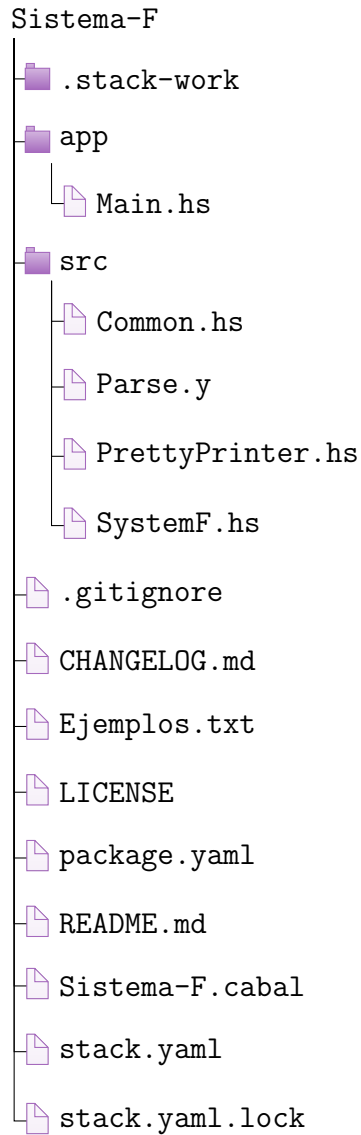 Sistema-F
.stack-work
app
Main.hs
src
Common.hs
Parse.y
PrettyPrinter.hs
SystemF.hs
.gitignore
CHANGELOG.md
Ejemplos.txt
LICENSE
package.yaml
README.md
Sistema-F.cabal
stack.yaml
stack.yaml.lock